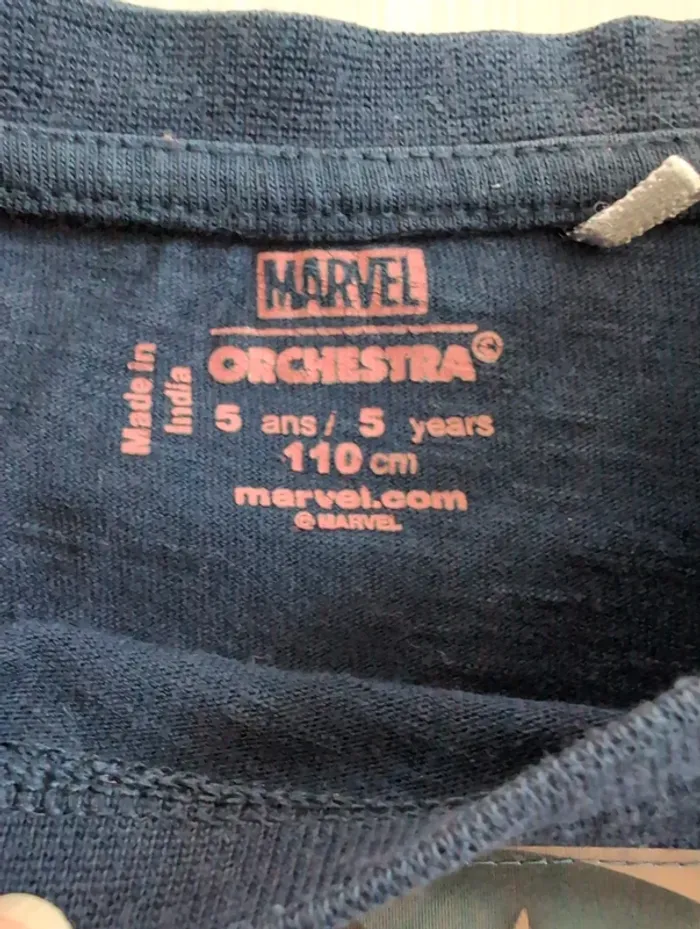 MARVEL
ORCHESTRA®
Made in
India
5 ans / 5 years
110 cm
marvel.com
© MARVEL